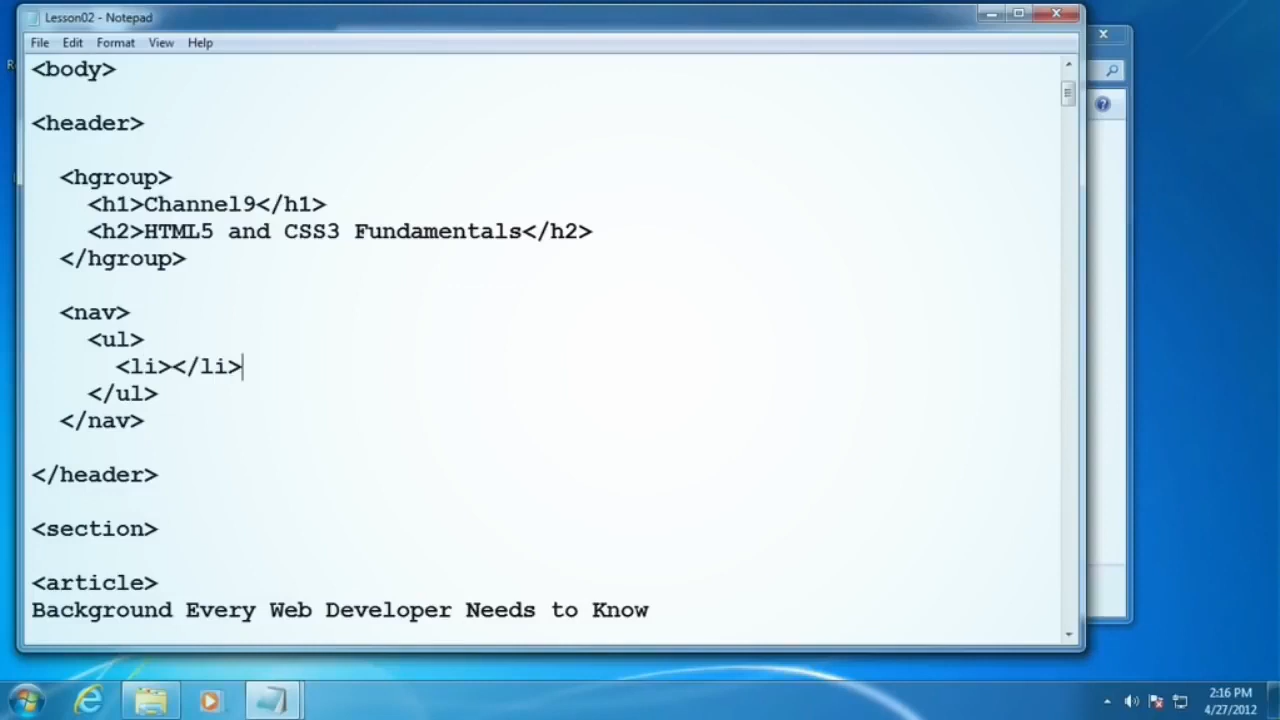 Lesson02 - Notepad
File Edit Format View Help
<body>
<header>
<hgroup>
<h1>Channel9</h1>
<h2>HTML5 and CSS3 Fundamentals</h2>
</hgroup>
<nav>
<ul>
<li></li>
</ul>
</nav>
</header>
<section>
<article>
Background Every Web Developer Needs to Know
2:16 PM
4/27/2012